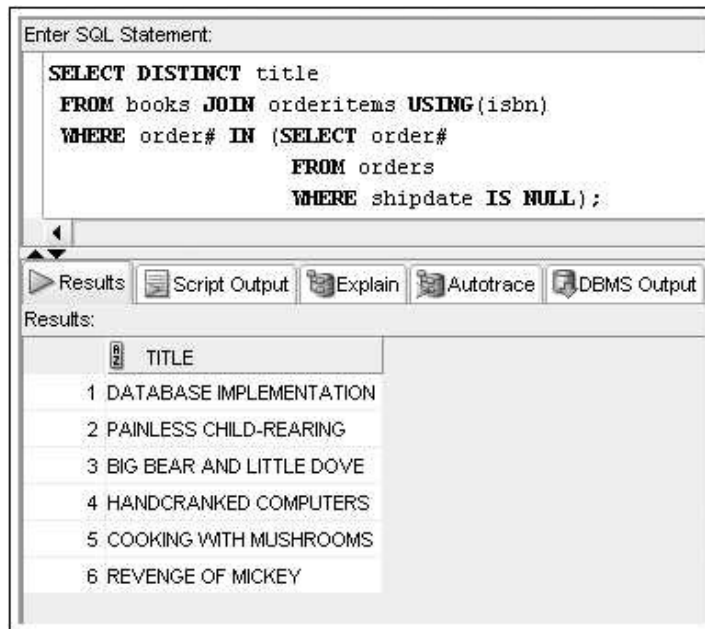 Enter SQL Statement:
SELECT DISTINCT title
FROM books JOIN orderitems USING(isbn)
WHERE order# IN (SELECT order#
FROM orders
WHERE shipdate IS NULL);
Results Script Output Explain Autotrace DBMS Output
Results:
TITLE
1 DATABASE IMPLEMENTATION
2 PAINLESS CHILD-REARING
3 BIG BEAR AND LITTLE DOVE
4 HANDCRANKED COMPUTERS
5 COOKING WITH MUSHROOMS
6 REVENGE OF MICKEY